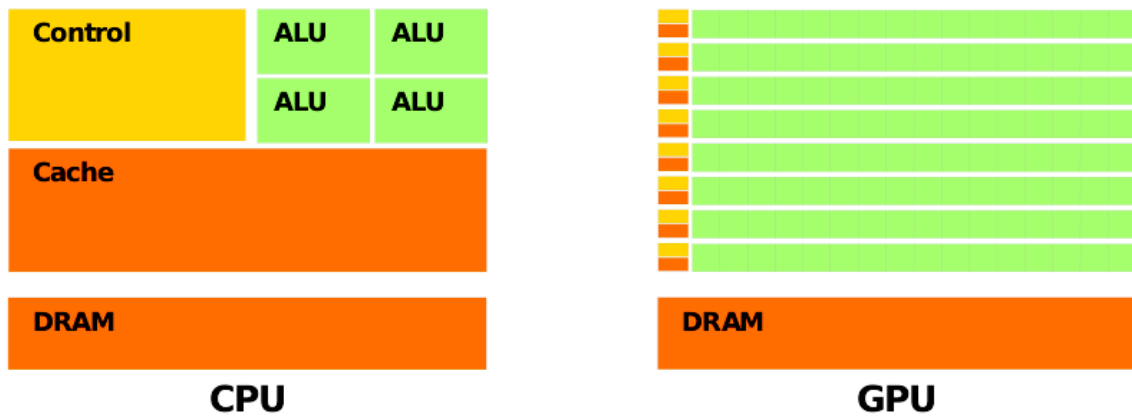 Control
ALU ALU
ALU ALU
Cache
DRAM
CPU
DRAM
GPU